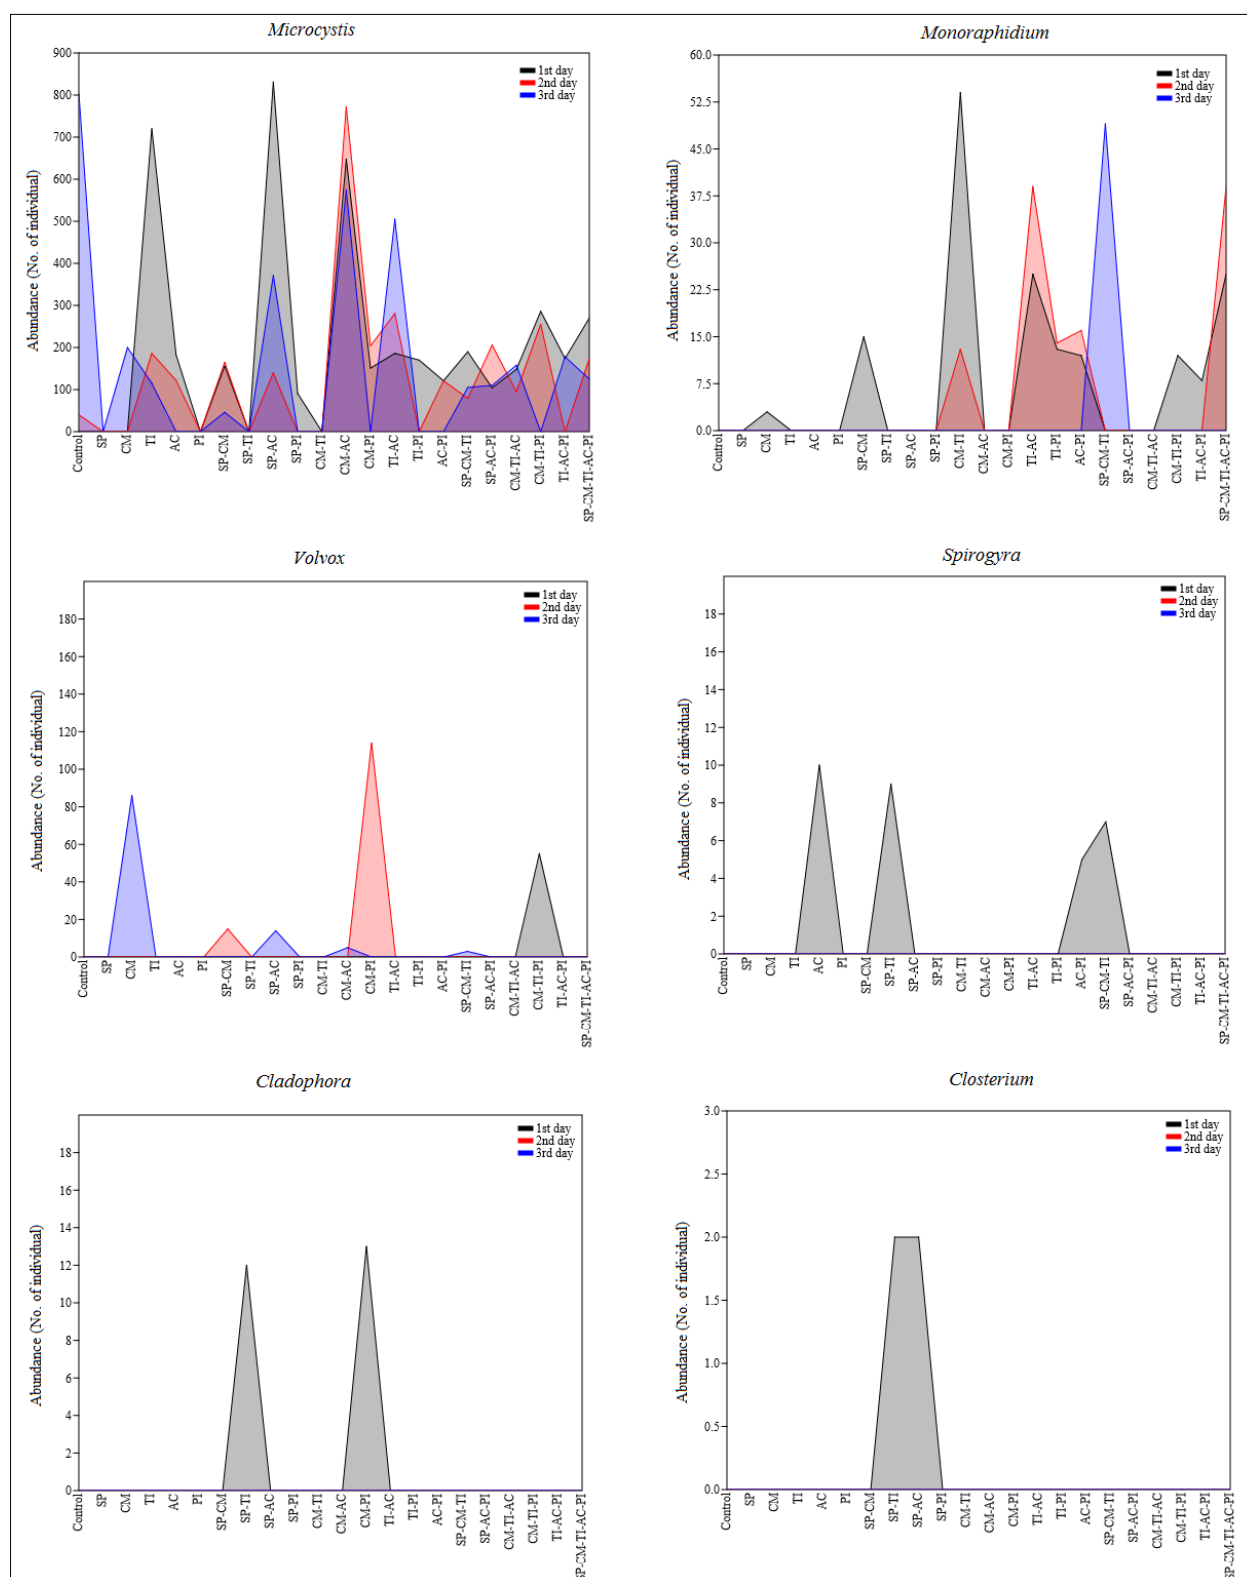 Microcystis
900
800
700
600
500
400
300
200
100
0
Abundance (No. of individual)
1st day
2nd day
3rd day
Control
SP
CM
TI
AC
PI
SP-CM
SP-TI
SP-AC
SP-PI
CM-TI
CM-AC
CM-PI
TI-AC
TI-PI
AC-PI
SP-CM-TI
SP-AC-PI
CM-TI-AC
CM-TI-PI
TI-AC-PI
SP-CM-TI-AC-PI
Monoraphidium
60.0
52.5
45.0
37.5
30.0
22.5
15.0
7.5
0.0
Abundance (No. of individual)
1st day
2nd day
3rd day
Control
SP
CM
TI
AC
PI
SP-CM
SP-TI
SP-AC
SP-PI
CM-TI
CM-AC
CM-PI
TI-AC
TI-PI
AC-PI
SP-CM-TI
SP-AC-PI
CM-TI-AC
CM-TI-PI
TI-AC-PI
SP-CM-TI-AC-PI
Volvox
180
160
140
120
100
80
60
40
20
0
Abundance (No. of individual)
1st day
2nd day
3rd day
Control
SP
CM
TI
AC
PI
SP-CM
SP-TI
SP-AC
SP-PI
CM-TI
CM-AC
CM-PI
TI-AC
TI-PI
AC-PI
SP-CM-TI
SP-AC-PI
CM-TI-AC
CM-TI-PI
TI-AC-PI
SP-CM-TI-AC-PI
Spirogyra
18
16
14
12
10
8
6
4
2
0
Abundance (No. of individual)
1st day
2nd day
3rd day
Control
SP
CM
TI
AC
PI
SP-CM
SP-TI
SP-AC
SP-PI
CM-TI
CM-AC
CM-PI
TI-AC
TI-PI
AC-PI
SP-CM-TI
SP-AC-PI
CM-TI-AC
CM-TI-PI
TI-AC-PI
SP-CM-TI-AC-PI
Cladophora
18
16
14
12
10
8
6
4
2
0
Abundance (No. of individual)
1st day
2nd day
3rd day
Control
SP
CM
TI
AC
PI
SP-CM
SP-TI
SP-AC
SP-PI
CM-TI
CM-AC
CM-PI
TI-AC
TI-PI
AC-PI
SP-CM-TI
SP-AC-PI
CM-TI-AC
CM-TI-PI
TI-AC-PI
SP-CM-TI-AC-PI
Closterium
3.0
2.5
2.0
1.5
1.0
0.5
0.0
Abundance (No. of individual)
1st day
2nd day
3rd day
Control
SP
CM
TI
AC
PI
SP-CM
SP-TI
SP-AC
SP-PI
CM-TI
CM-AC
CM-PI
TI-AC
TI-PI
AC-PI
SP-CM-TI
SP-AC-PI
CM-TI-AC
CM-TI-PI
TI-AC-PI
SP-CM-TI-AC-PI